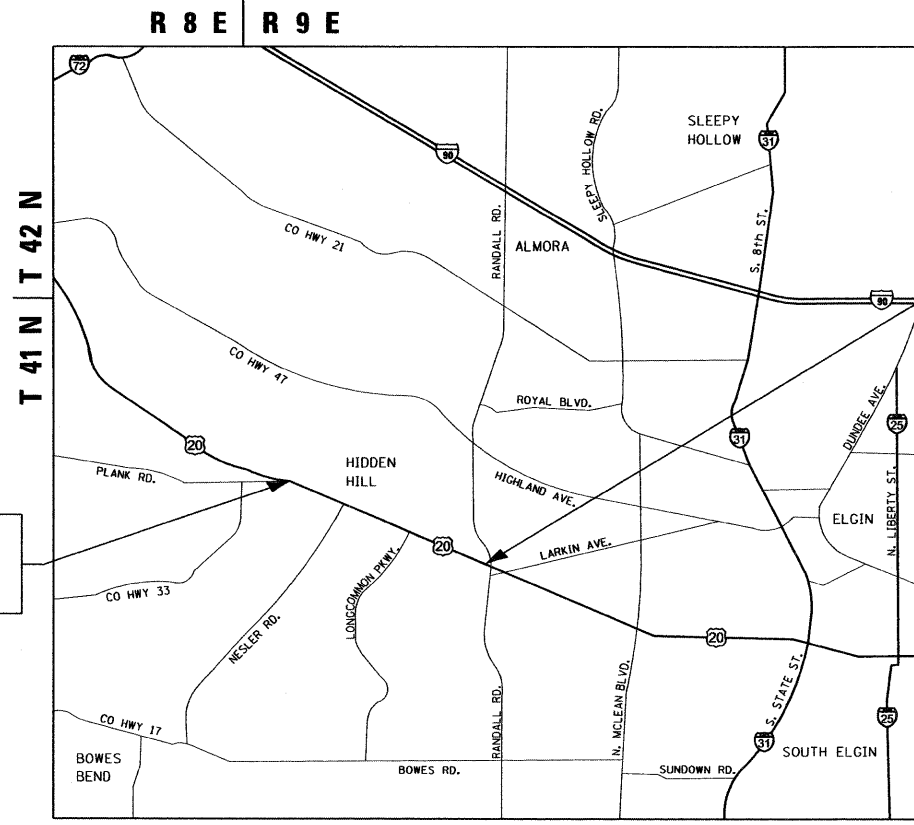 R 8 E R 9 E
72
SLEEPY
HOLLOW
31
90
SLEEPY HOLLOW RD.
RANDALL RD.
CO HWY 21
ALMORA
S. 8th ST.
T 42 N
90
T 41 N
CO HWY 47
ROYAL BLVD.
DUNDEE AVE.
31
25
20
HIDDEN
HILL
PLANK RD.
HIGHLAND AVE.
ELGIN
N. LIBERTY ST.
20
LARKIN AVE.
LONGCOMMON PKWY.
CO HWY 33
NESLER RD.
20
N. MCLEAN BLVD.
S. STATE ST.
RANDALL RD.
CO HWY 17
25
31
BOWES
BEND
BOWES RD.
SUNDOWN RD.
SOUTH ELGIN